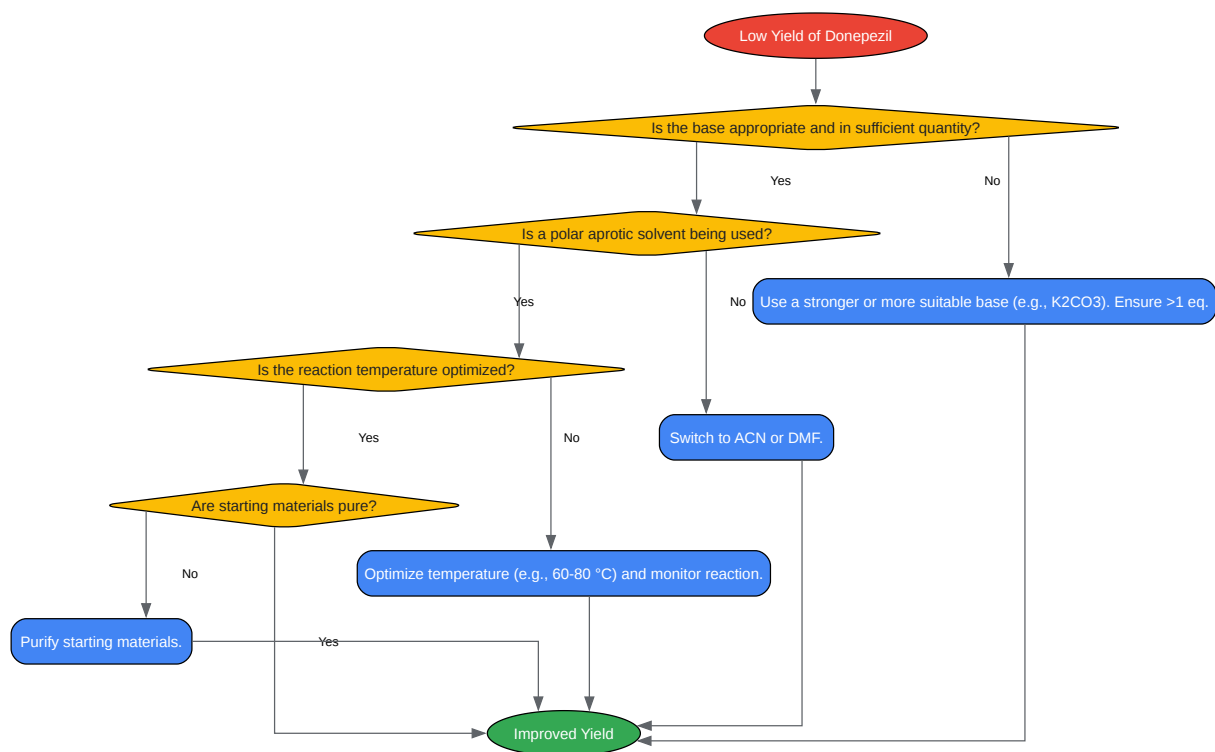 Low Yield of Donepezil
Is the base appropriate and in sufficient quantity?
Yes
No
Is a polar aprotic solvent being used?
Yes
No
Use a stronger or more suitable base (e.g., K2CO3). Ensure >1 eq.
Is the reaction temperature optimized?
Yes
No
Switch to ACN or DMF.
Are starting materials pure?
No
Optimize temperature (e.g., 60-80 °C) and monitor reaction.
Purify starting materials.
Yes
Improved Yield